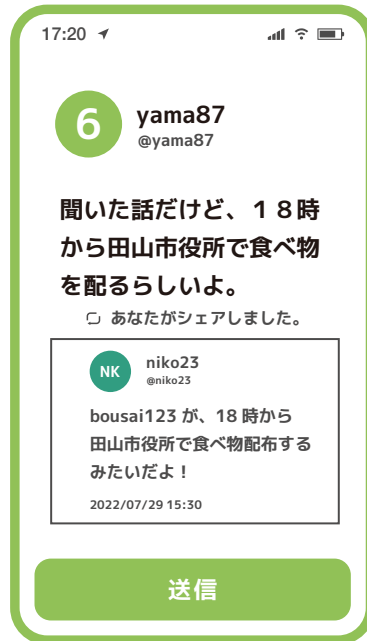 17:20
6
yama87
@yama87
聞いた話だけど、１８時
から田山市役所で食べ物
を配るらしいよ。
あなたがシェアしました。
NK
niko23
@niko23
bousai123 が、18 時から
田山市役所で食べ物配布する
みたいだよ！
2022/07/29 15:30
送信